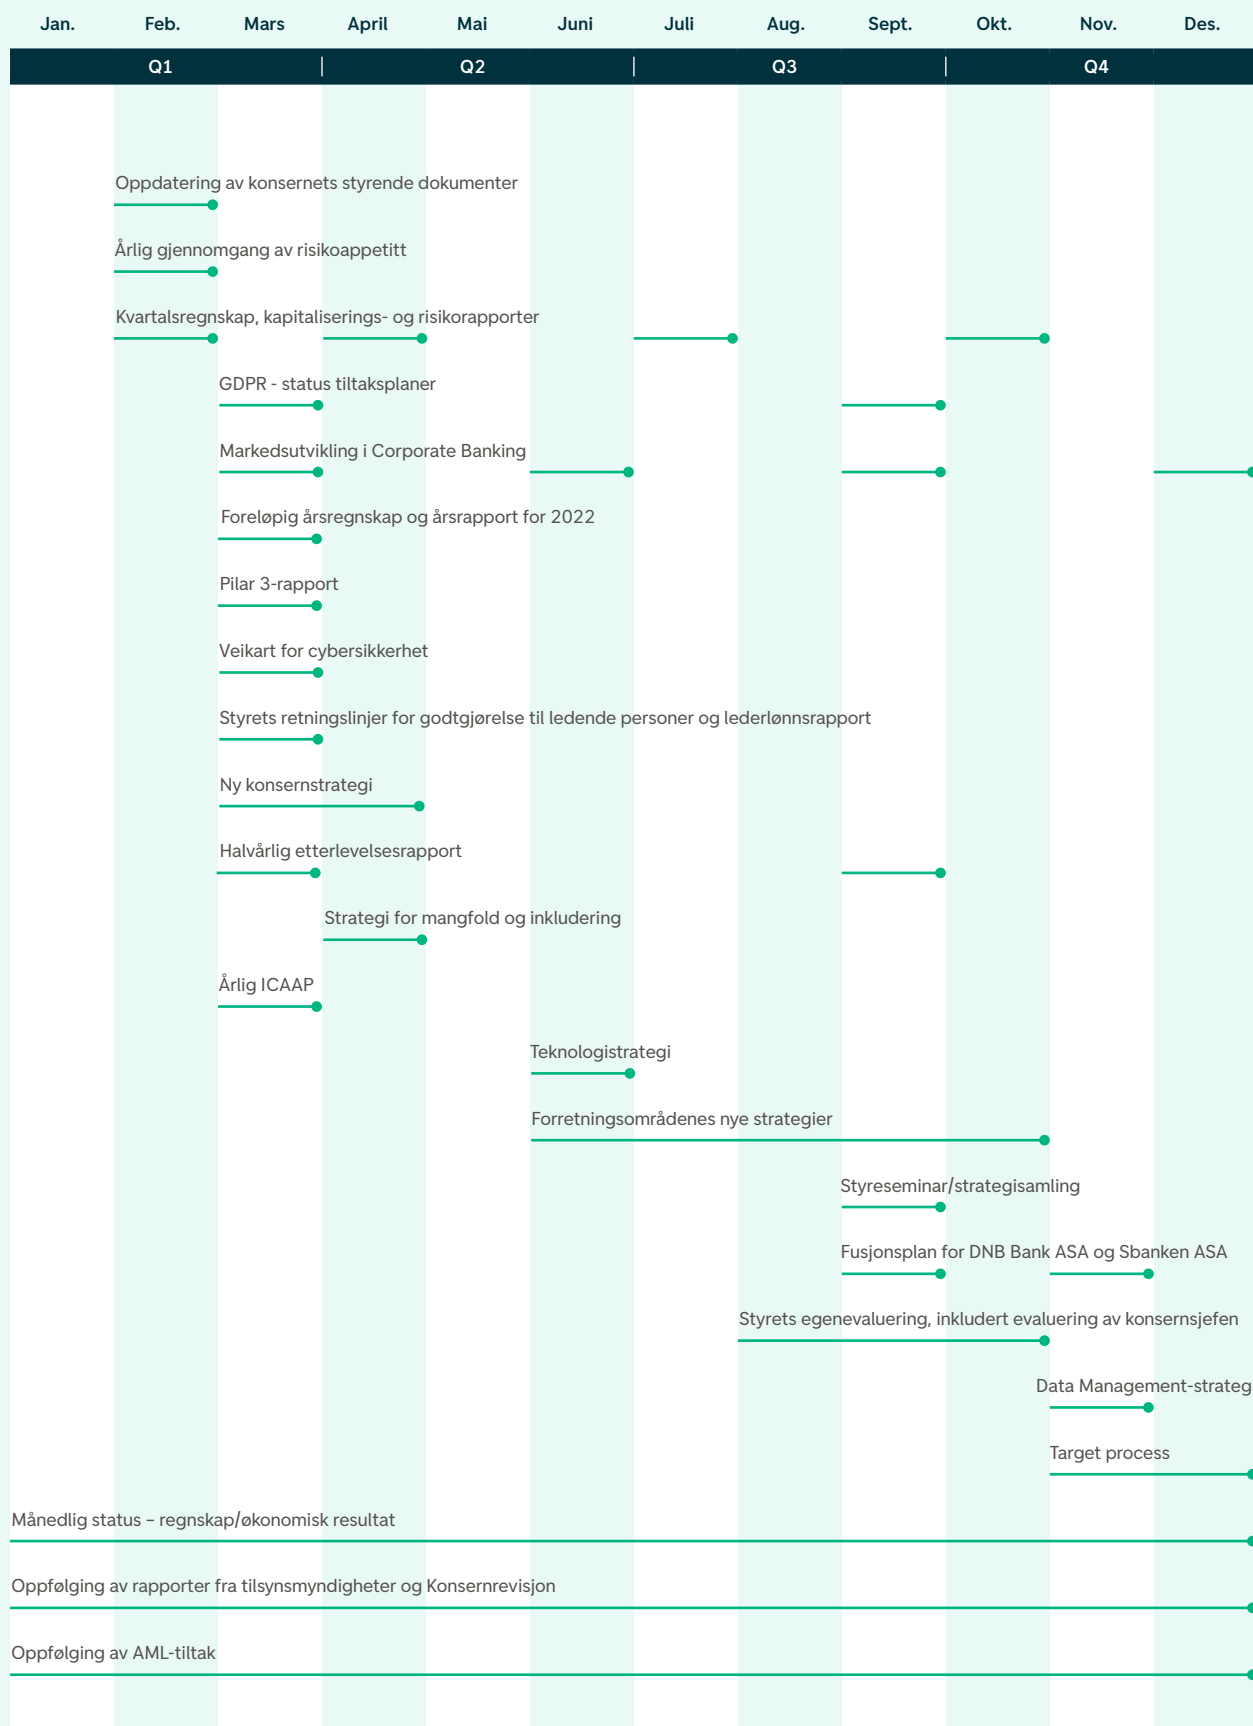 Jan. Feb. Mars April Mai Juni Juli Aug. Sept. Okt. Nov. Des.
Q1 Q2 Q3 Q4
Oppdatering av konsernets styrende dokumenter
Årlig gjennomgang av risikoappetitt
Kvartalsregnskap, kapitaliserings- og risikorapporter
GDPR - status tiltaksplaner
Markedsutvikling i Corporate Banking
Foreløpig årsregnskap og årsrapport for 2022
Pilar 3-rapport
Veikart for cybersikkerhet
Styrets retningslinjer for godtgjørelse til ledende personer og lederlønnsrapport
Ny konsernstrategi
Halvårlig etterlevelsesrapport
Strategi for mangfold og inkludering
Årlig ICAAP
Teknologistrategi
Forretningsområdenes nye strategier
Styreseminar/strategisamling
Fusjonsplan for DNB Bank ASA og Sbanken ASA
Styrets egenevaluering, inkludert evaluering av konsernsjefen
Data Management-strateg
Target process
Månedlig status – regnskap/økonomisk resultat
Oppfølging av rapporter fra tilsynsmyndigheter og Konsernrevisjon
Oppfølging av AML-tiltak